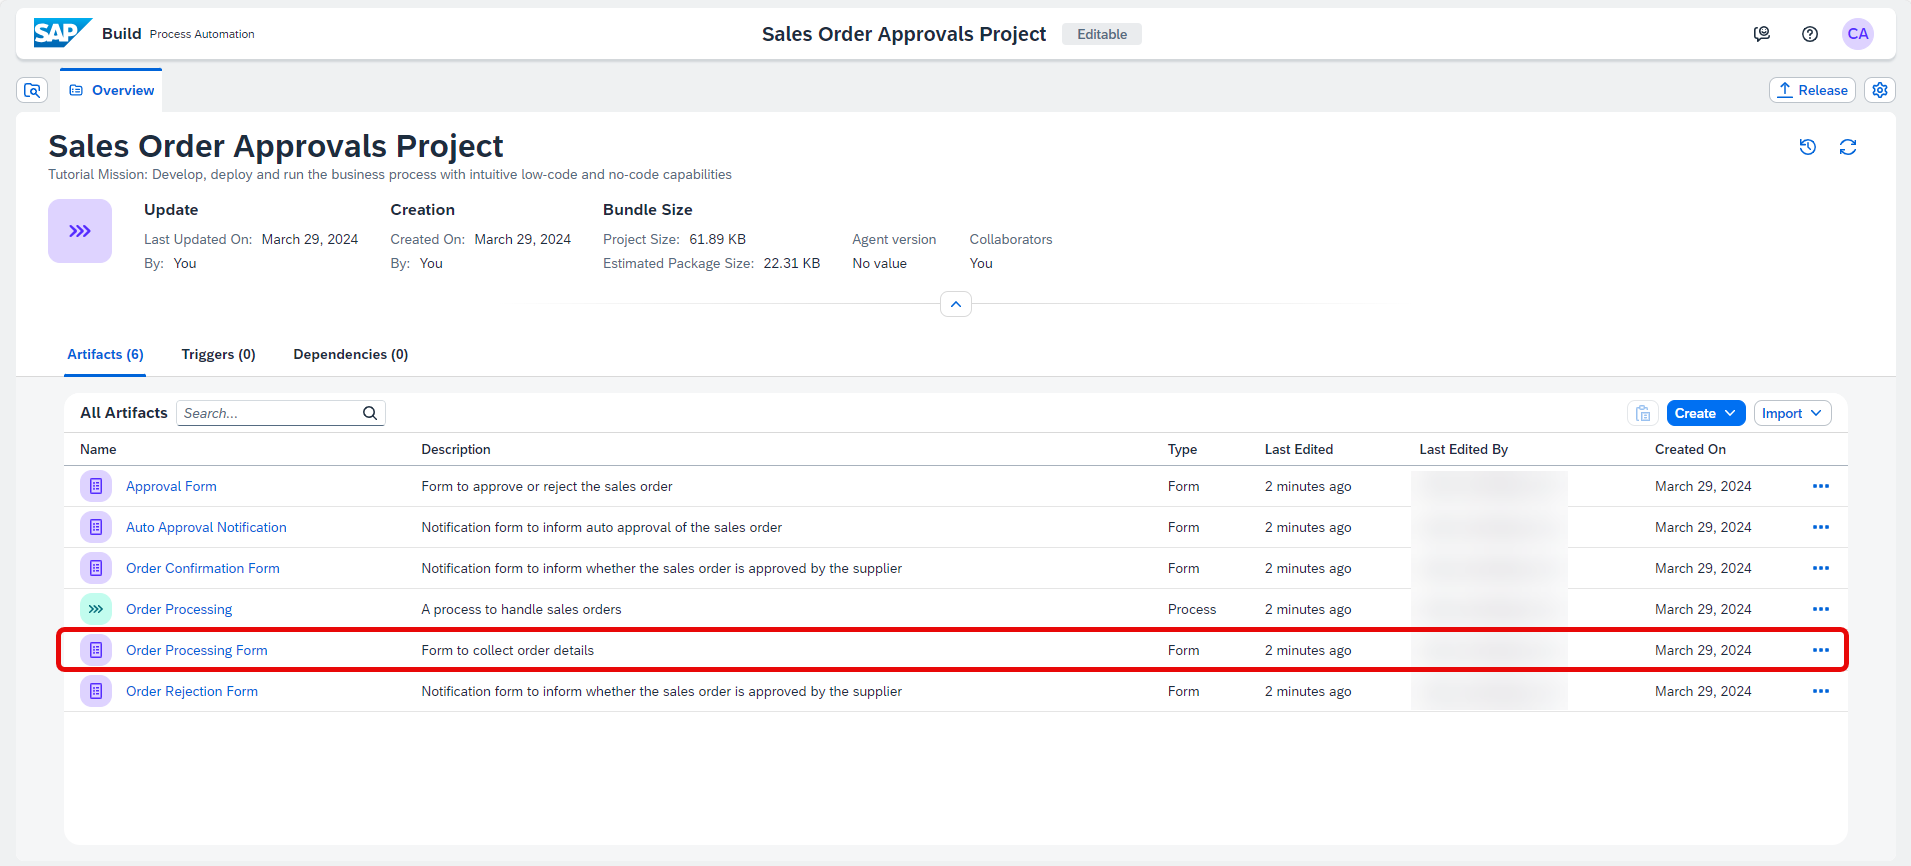 SAP Build Process Automation Sales Order Approvals Project Editable CA
Overview Release
Sales Order Approvals Project
Tutorial Mission: Develop, deploy and run the business process with intuitive low-code and no-code capabilities
Update Creation Bundle Size
Last Updated On: March 29, 2024 Created On: March 29, 2024 Project Size: 61.89 KB Agent version Collaborators
By: You By: You Estimated Package Size: 22.31 KB No value You
Artifacts (6) Triggers (0) Dependencies (0)
All Artifacts Search... Create Import
Name Description Type Last Edited Last Edited By Created On
Approval Form Form to approve or reject the sales order Form 2 minutes ago March 29, 2024
Auto Approval Notification Notification form to inform auto approval of the sales order Form 2 minutes ago March 29, 2024
Order Confirmation Form Notification form to inform whether the sales order is approved by the supplier Form 2 minutes ago March 29, 2024
Order Processing A process to handle sales orders Process 2 minutes ago March 29, 2024
Order Processing Form Form to collect order details Form 2 minutes ago March 29, 2024
Order Rejection Form Notification form to inform whether the sales order is approved by the supplier Form 2 minutes ago March 29, 2024